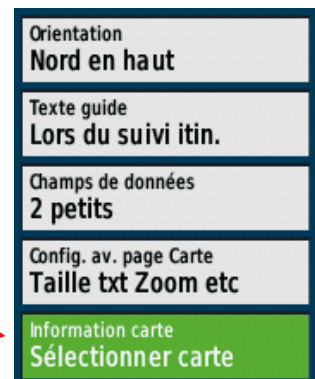 Orientation
Nord en haut
Texte guide
Lors du suivi itin.
Champs de données
2 petits
Config. av. page Carte
Taille txt Zoom etc
Information carte
Sélectionner carte